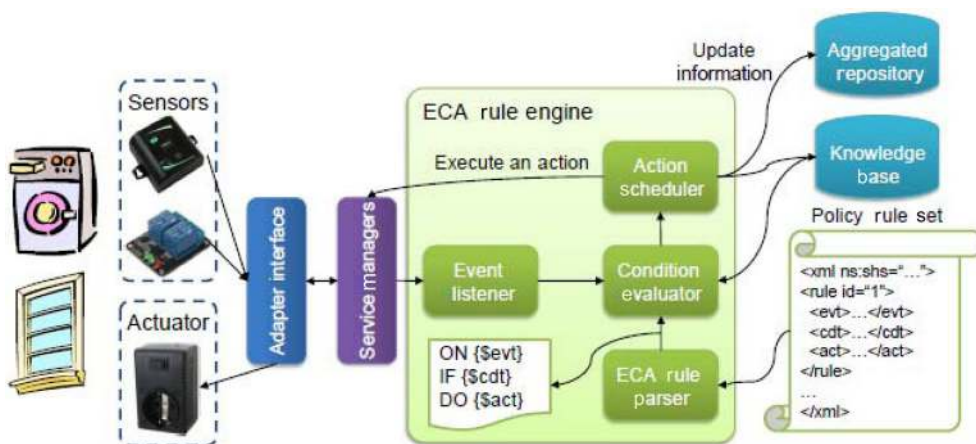 Update
information
Aggregated
repository
Sensors
ECA rule engine
Execute an action
Action
scheduler
Knowledge
base
Policy rule set
Adapter interface
Service managers
Event
listener
Condition
evaluator
<xml ns:shs="...">
<rule id="1">
<evt>...</evt>
<cdt>...</cdt>
<act>...</act>
</rule>
...
</xml>
Actuator
ON {$evt}
IF {$cdt}
DO {$act}
ECA rule
parser